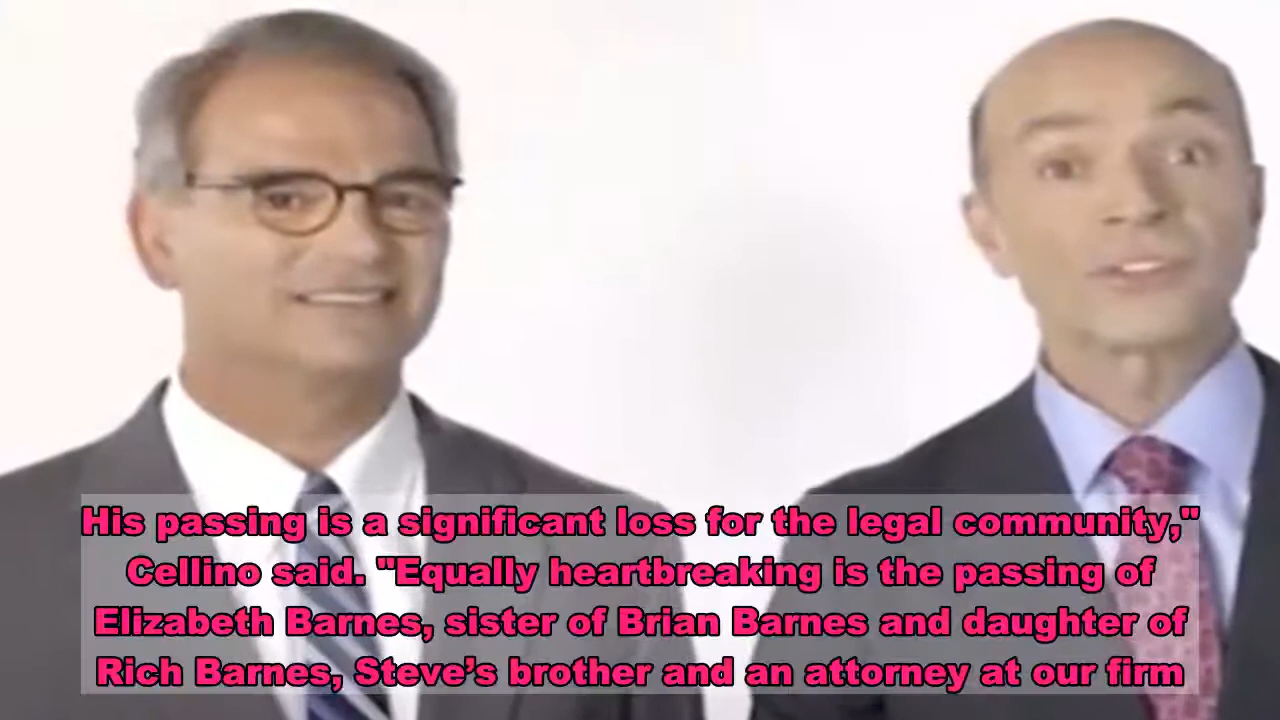 His passing is a significant loss for the legal community,"
Cellino said. "Equally heartbreaking is the passing of
Elizabeth Barnes, sister of Brian Barnes and daughter of
Rich Barnes, Steve’s brother and an attorney at our firm